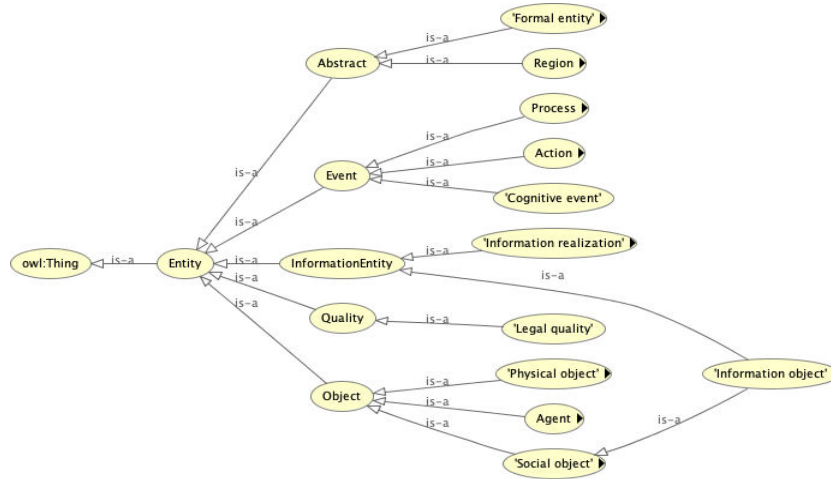 'Formal entity'
is-a
Abstract
is-a
Region
Process
is-a
is-a
Action
is-a
Event
is-a
'Cognitive event'
is-a
'Information realization'
is-a
owl:Thing
is-a
Entity
is-a
InformationEntity
is-a
is-a
Quality
is-a
'Legal quality'
is-a
'Physical object'
'Information object'
is-a
Object
is-a
Agent
is-a
is-a
'Social object'